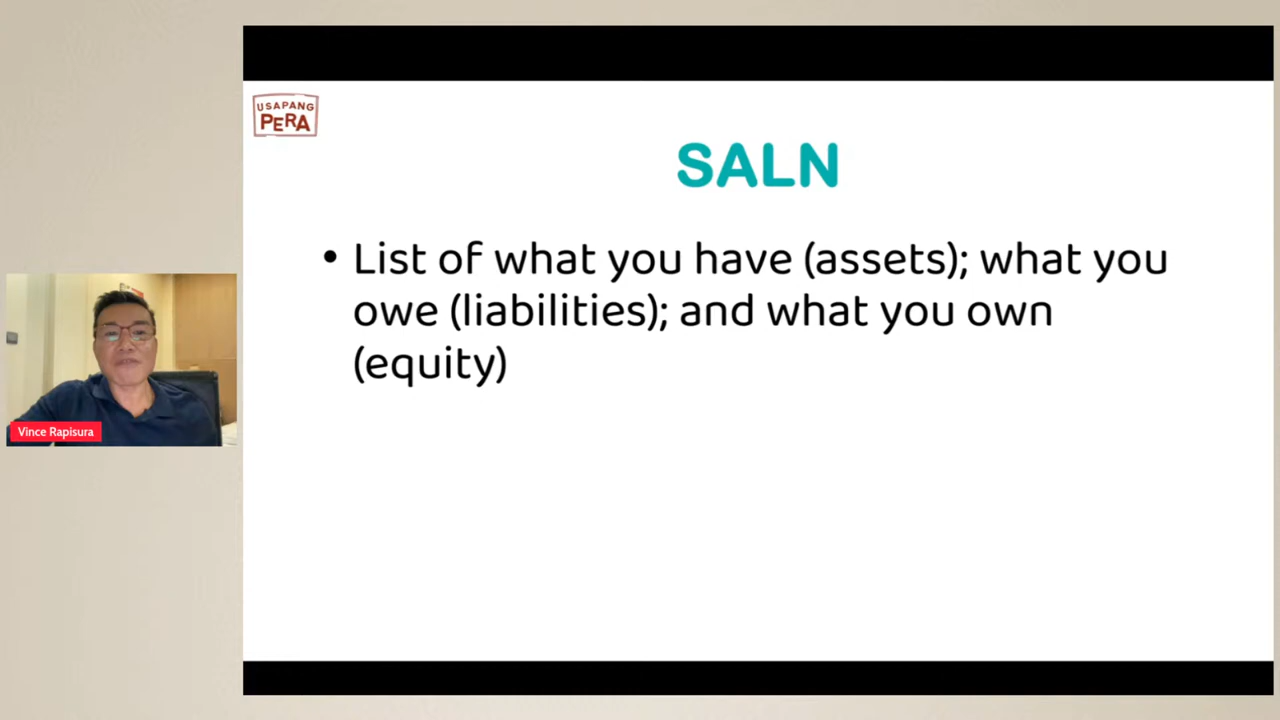 USAPANG
PERA
SALN
• List of what you have (assets); what you
owe (liabilities); and what you own
(equity)
Vince Rapisura